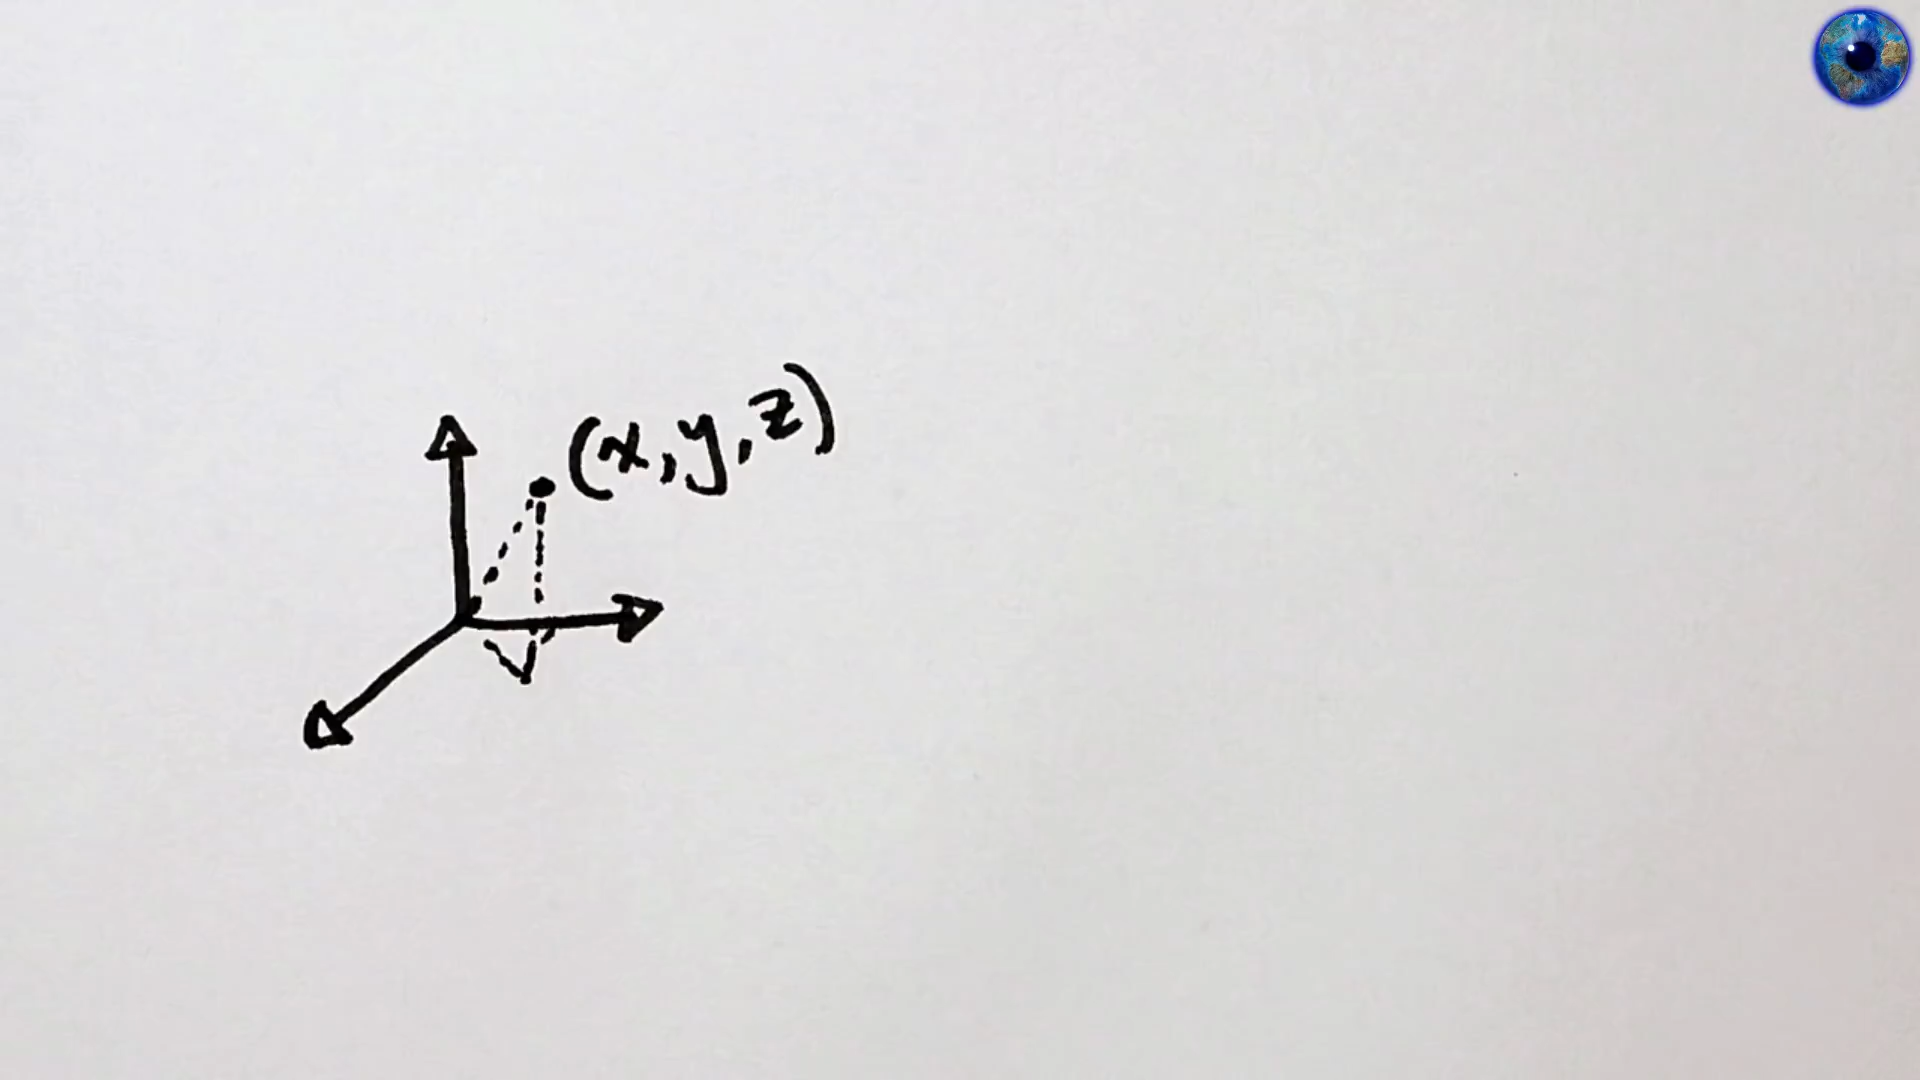 (x, y, z)